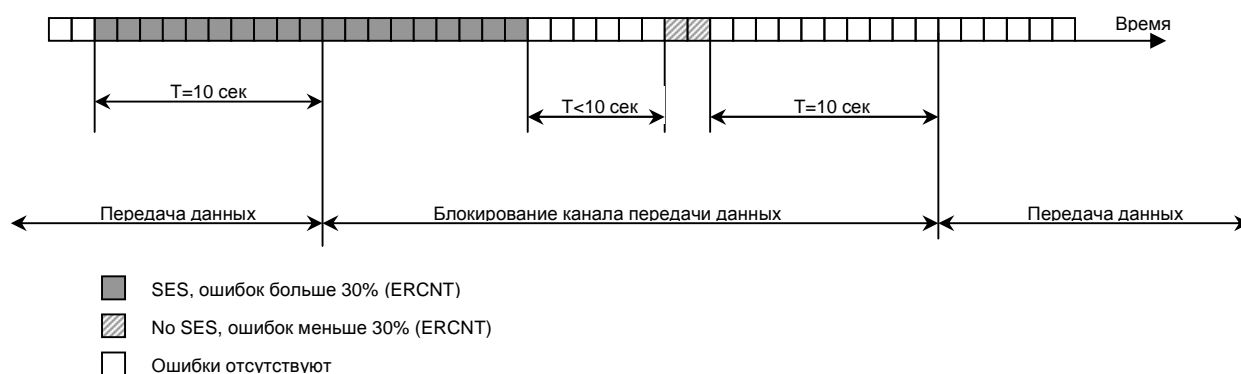 Время
T=10 сек
T<10 сек
T=10 сек
Передача данных
Блокирование канала передачи данных
Передача данных
SES, ошибок больше 30% (ERCNT)
No SES, ошибок меньше 30% (ERCNT)
Ошибки отсутствуют